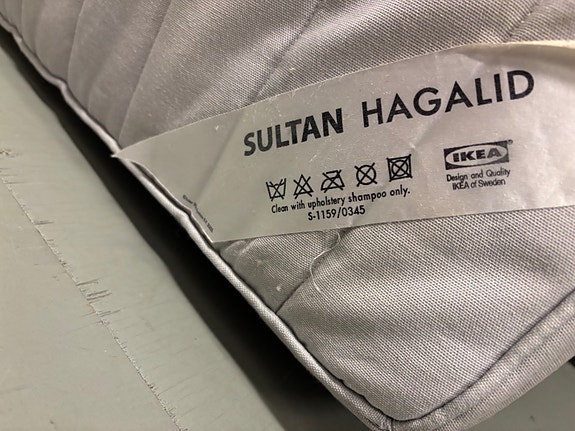 SULTAN HAGALID
Clean with upholstery shampoo only.
S-1159/0345
IKEA
Design and Quality
IKEA of Sweden